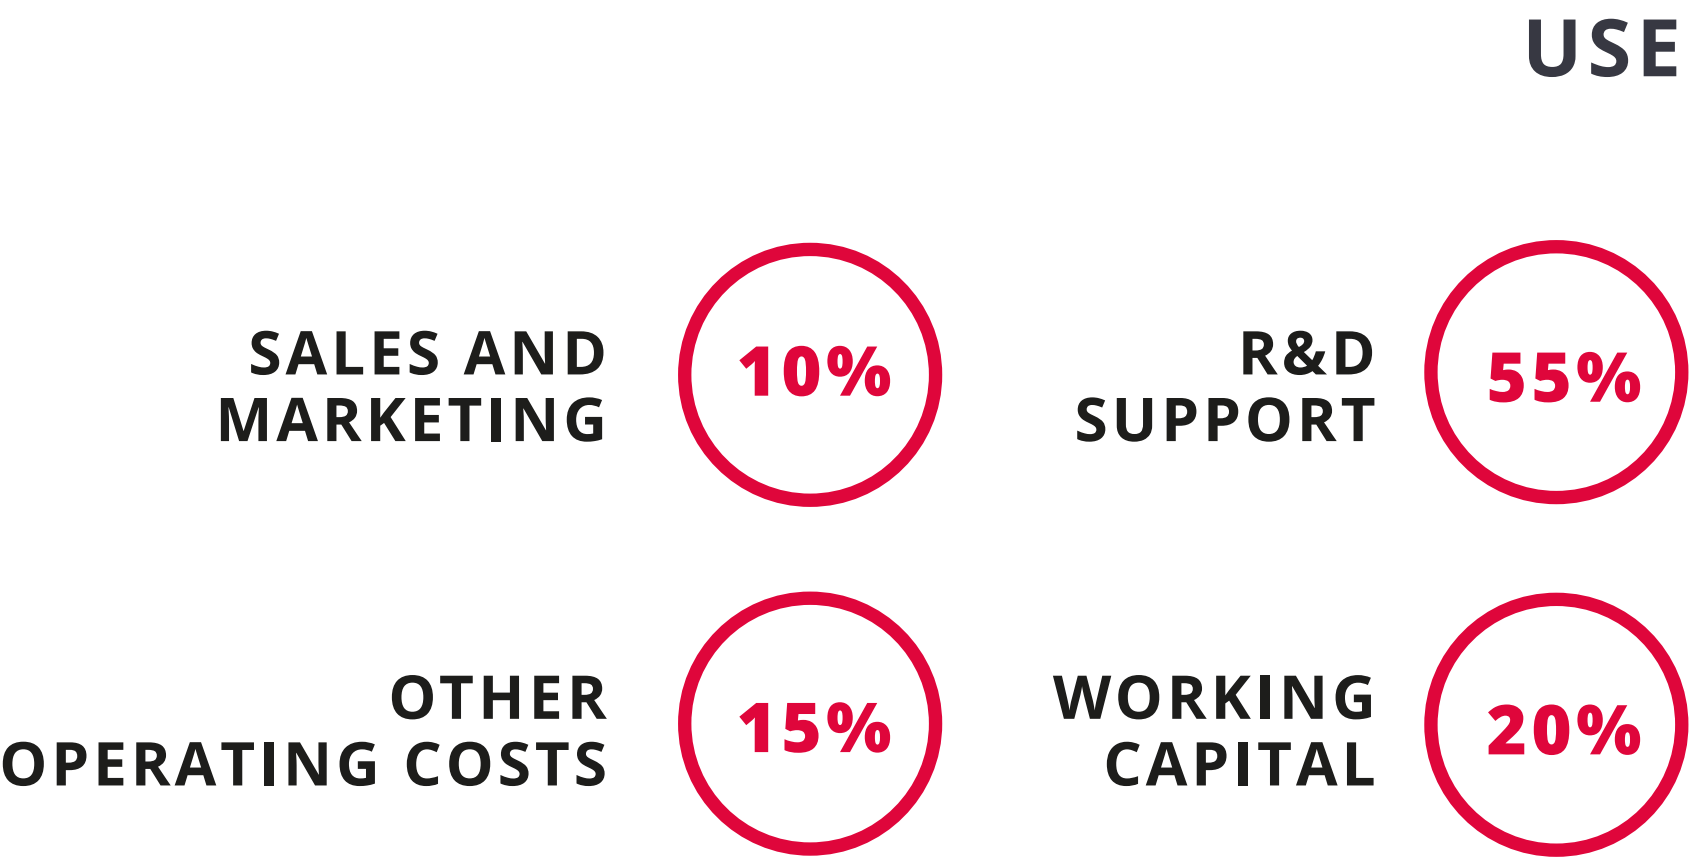 USE
SALES AND
MARKETING
10%
R&D
SUPPORT
55%
OTHER
OPERATING COSTS
15%
WORKING
CAPITAL
20%